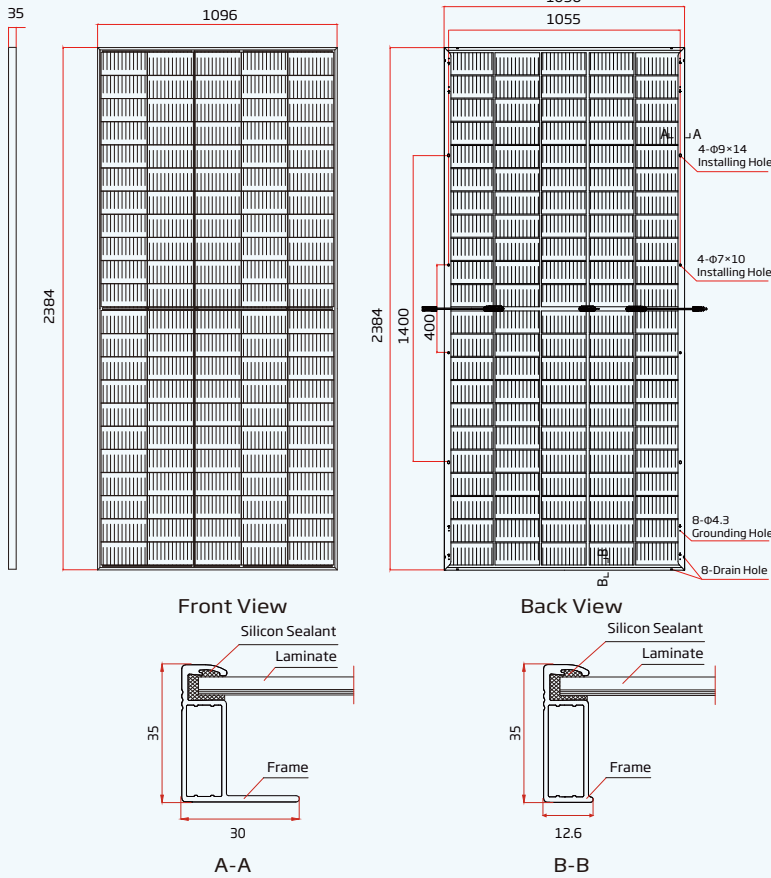 35
1096
1055
2384
2384
1400
400
A
A
4-Φ9×14
Installing Hole
4-Φ7×10
Installing Hole
8-Φ4.3
Grounding Hole
B
B
8-Drain Hole
Front View
Back View
Silicon Sealant
Laminate
35
Frame
30
A-A
Silicon Sealant
Laminate
35
Frame
12.6
B-B